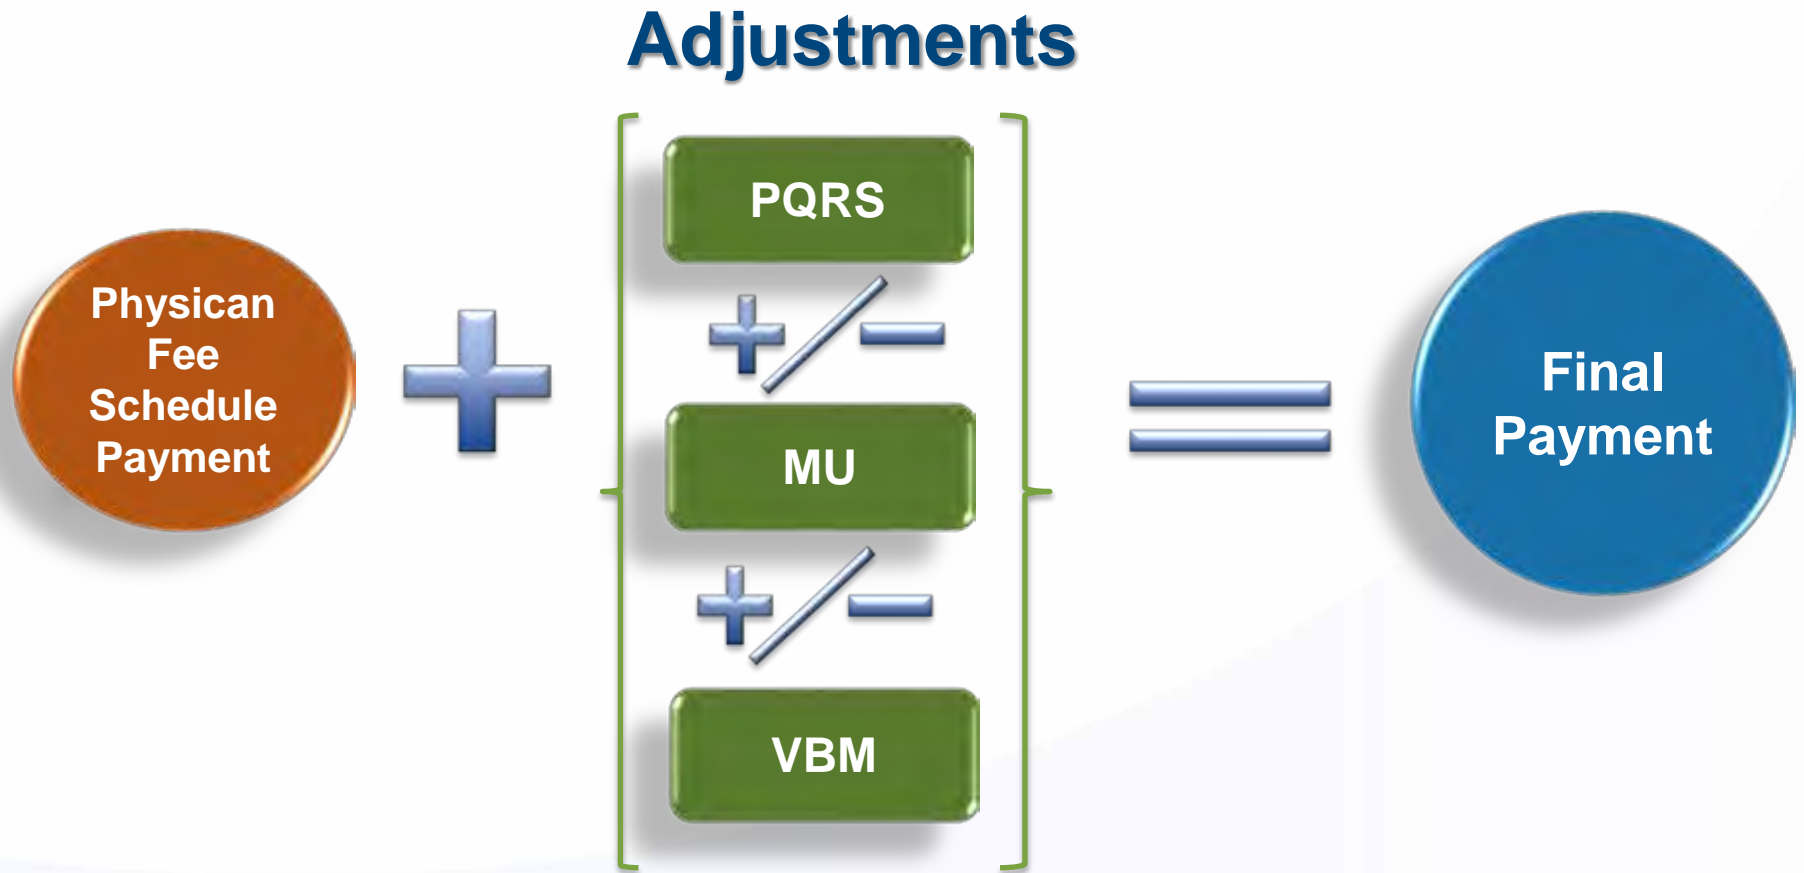 Adjustments
Physican
Fee
Schedule
Payment
+
PQRS
+/−
MU
+/−
VBM
=
Final
Payment